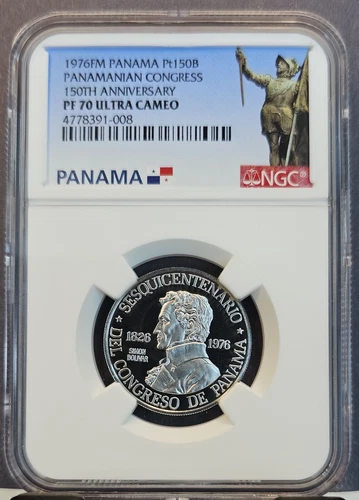 1976FM PANAMA Pt150B
PANAMANIAN CONGRESS
150TH ANNIVERSARY
PF 70 ULTRA CAMEO
4778391-008
PANAMA
NGC
SESQUICENTENARIO
1826 1976
SIMON
BOLIVAR
DEL CONGRESO DE PANAMA